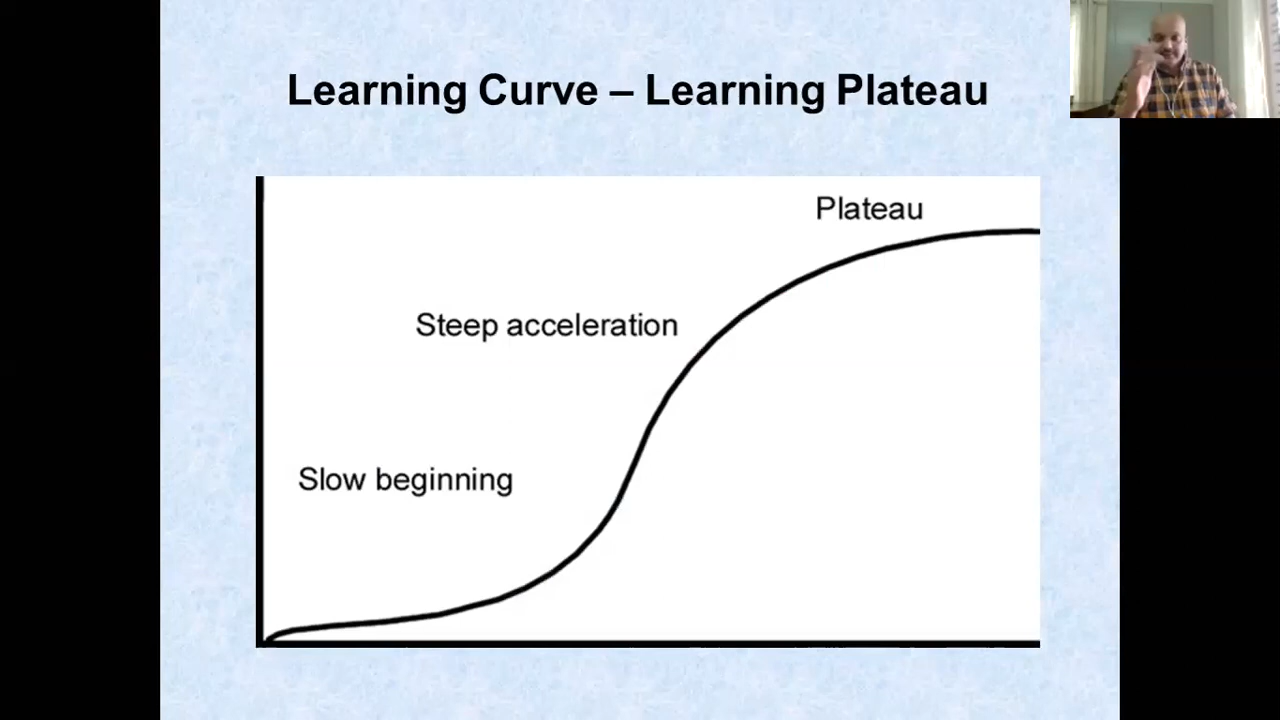 Learning Curve – Learning Plateau
Plateau
Steep acceleration
Slow beginning